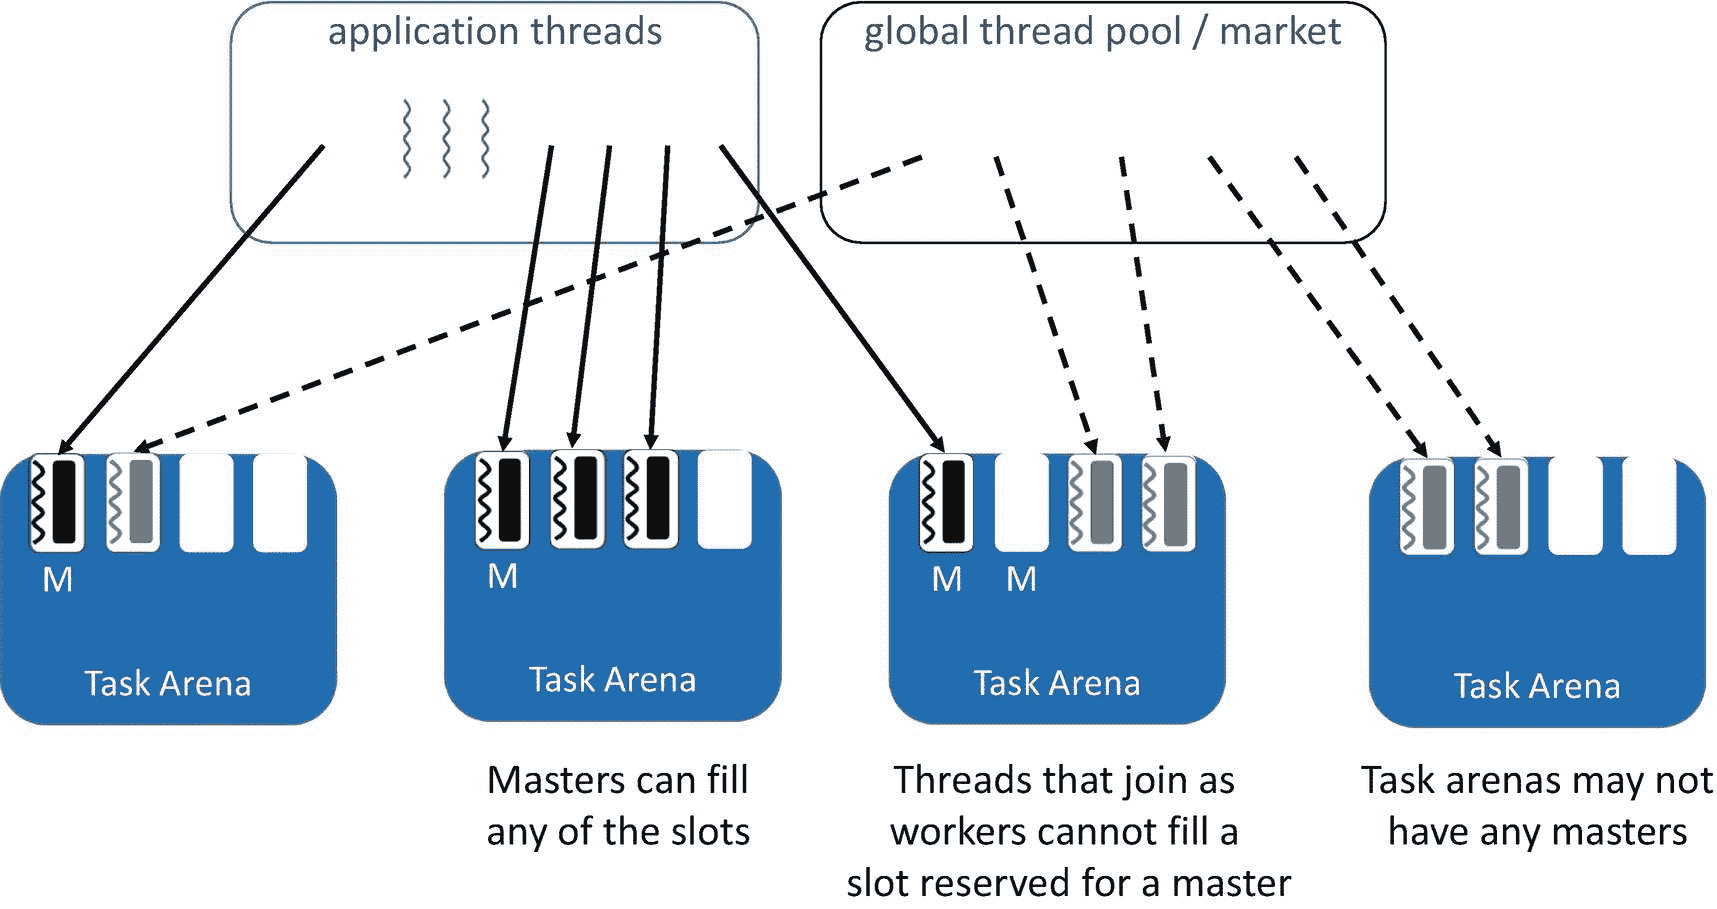 application threads
global thread pool / market
M
M
M
M
Task Arena
Task Arena
Task Arena
Task Arena
Masters can fill
any of the slots
Threads that join as
workers cannot fill a
slot reserved for a master
Task arenas may not
have any masters